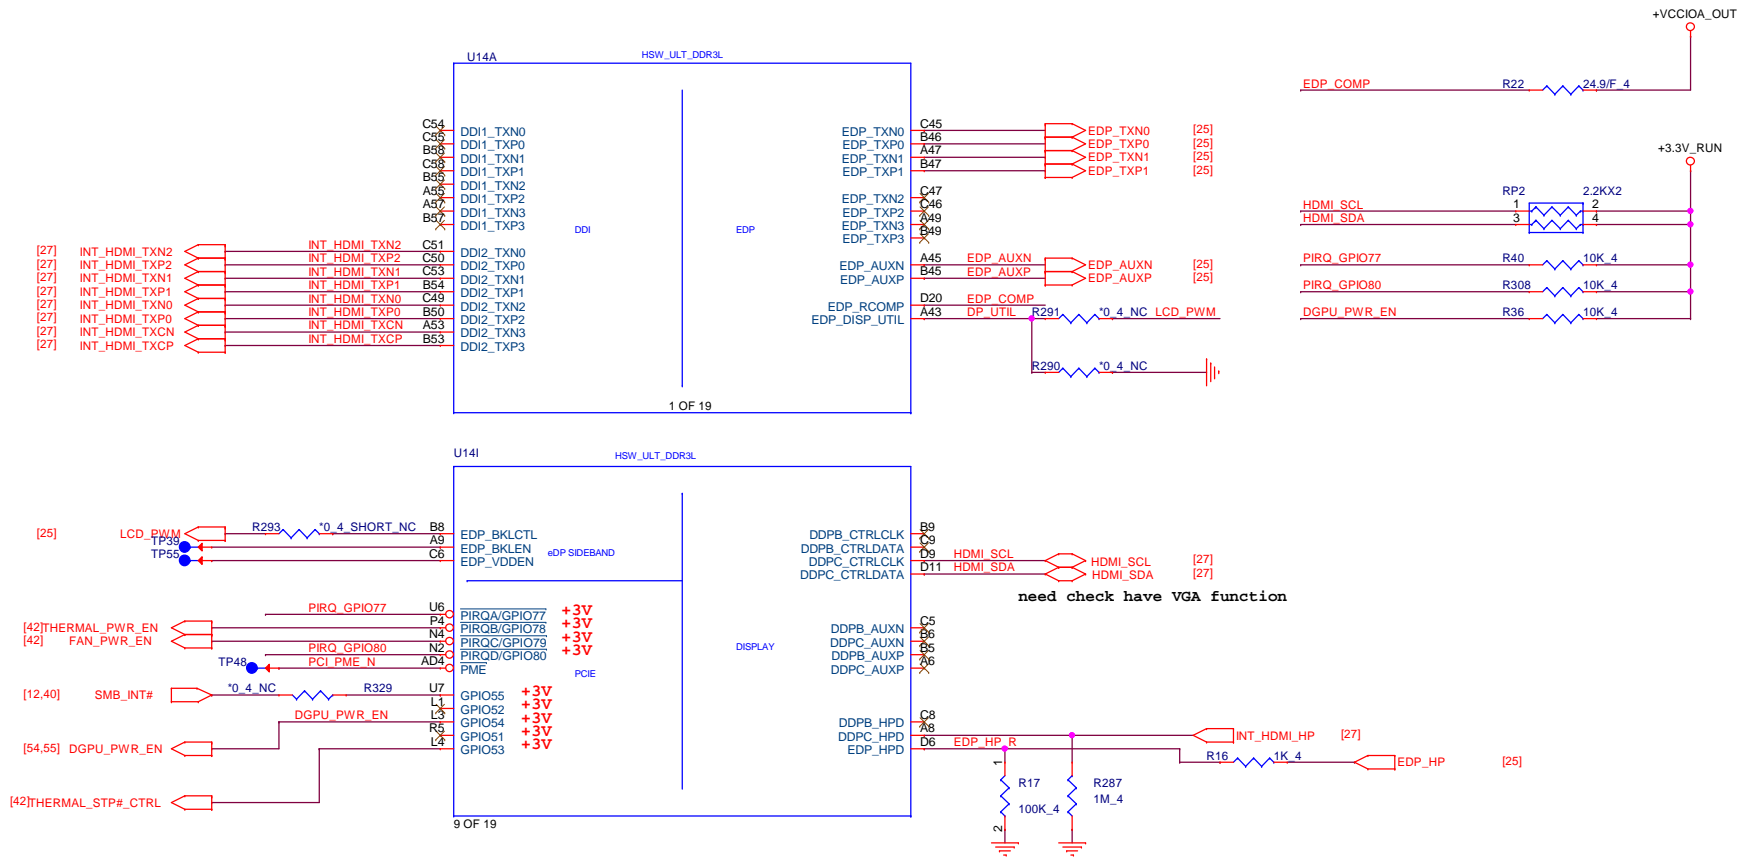 +VCCIOA_OUT
U14A
HSW_ULT_DDR3L
EDP_COMP R22 24.9/F_4
C54 DDI1_TXN0
C55 DDI1_TXP0
B58 DDI1_TXN1
C58 DDI1_TXP1
B55 DDI1_TXN2
A55 DDI1_TXP2
A57 DDI1_TXN3
B57 DDI1_TXP3
DDI
EDP
EDP_TXN0 C45 EDP_TXN0 [25]
EDP_TXP0 B46 EDP_TXP0 [25]
EDP_TXN1 A47 EDP_TXN1 [25]
EDP_TXP1 B47 EDP_TXP1 [25]
EDP_TXN2 C47
EDP_TXP2 C46
EDP_TXN3 A49
EDP_TXP3 B49
+3.3V_RUN
RP2 2.2KX2
HDMI_SCL 1 2
HDMI_SDA 3 4
[27] INT_HDMI_TXN2 INT_HDMI_TXN2 C51 DDI2_TXN0
[27] INT_HDMI_TXP2 INT_HDMI_TXP2 C50 DDI2_TXP0
[27] INT_HDMI_TXN1 INT_HDMI_TXN1 C53 DDI2_TXN1
[27] INT_HDMI_TXP1 INT_HDMI_TXP1 B54 DDI2_TXP1
[27] INT_HDMI_TXN0 INT_HDMI_TXN0 C49 DDI2_TXN2
[27] INT_HDMI_TXP0 INT_HDMI_TXP0 B50 DDI2_TXP2
[27] INT_HDMI_TXCN INT_HDMI_TXCN A53 DDI2_TXN3
[27] INT_HDMI_TXCP INT_HDMI_TXCP B53 DDI2_TXP3
EDP_AUXN A45 EDP_AUXN EDP_AUXN [25]
EDP_AUXP B45 EDP_AUXP EDP_AUXP [25]
EDP_RCOMP D20 EDP_COMP
EDP_DISP_UTIL A43 DP_UTIL R291 *0_4_NC LCD_PWM
R290 *0_4_NC
PIRQ_GPIO77 R40 10K_4
PIRQ_GPIO80 R308 10K_4
DGPU_PWR_EN R36 10K_4
1 OF 19
U14I
HSW_ULT_DDR3L
[25] LCD_PWM R293 *0_4_SHORT_NC B8 EDP_BKLCTL
TP39 A9 EDP_BKLEN
TP55 C6 EDP_VDDEN
eDP SIDEBAND
DDPB_CTRLCLK B9
DDPB_CTRLDATA C9
DDPC_CTRLCLK D9 HDMI_SCL HDMI_SCL [27]
DDPC_CTRLDATA D11 HDMI_SDA HDMI_SDA [27]
need check have VGA function
PIRQ_GPIO77 U6 PIRQA/GPIO77 +3V
[42] THERMAL_PWR_EN P4 PIRQB/GPIO78 +3V
[42] FAN_PWR_EN N4 PIRQC/GPIO79 +3V
PIRQ_GPIO80 N2 PIRQD/GPIO80 +3V
TP48 PCI_PME_N AD4 PME
PCIE
DISPLAY
DDPB_AUXN C5
DDPC_AUXN B6
DDPB_AUXP B5
DDPC_AUXP A6
[12,40] SMB_INT# *0_4_NC R329 U7 GPIO55 +3V
L1 GPIO52 +3V
DGPU_PWR_EN L3 GPIO54 +3V
R5 GPIO51 +3V
[54,55] DGPU_PWR_EN L4 GPIO53 +3V
[42] THERMAL_STP#_CTRL
DDPB_HPD C8
DDPC_HPD A8 INT_HDMI_HP [27]
EDP_HPD D6 EDP_HP_R
R16 1K_4 EDP_HP [25]
1 R17 100K_4 2
R287 1M_4
9 OF 19